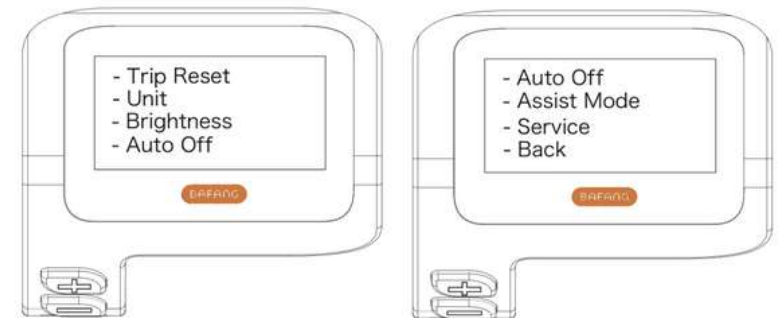 - Trip Reset
- Unit
- Brightness
- Auto Off
BAFANG
- Auto Off
- Assist Mode
- Service
- Back
BAFANG